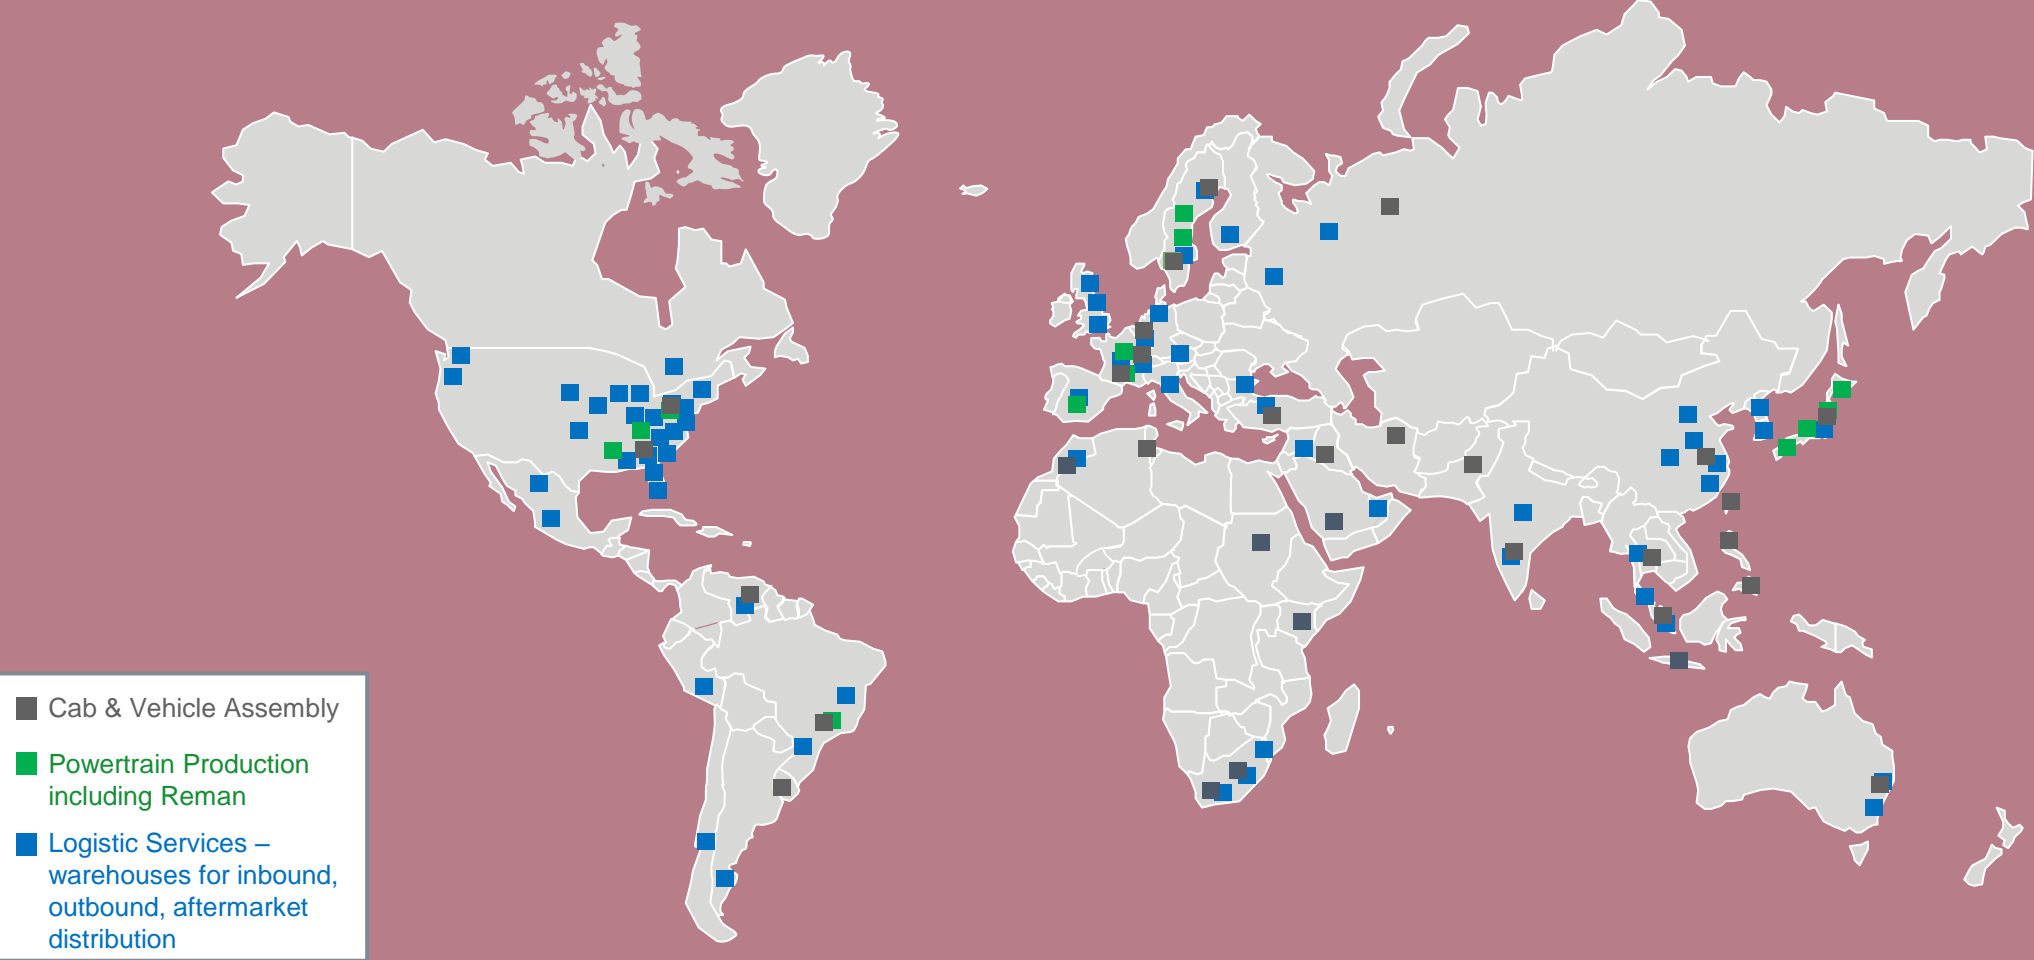 Cab & Vehicle Assembly
Powertrain Production
including Reman
Logistic Services –
warehouses for inbound,
outbound, aftermarket
distribution